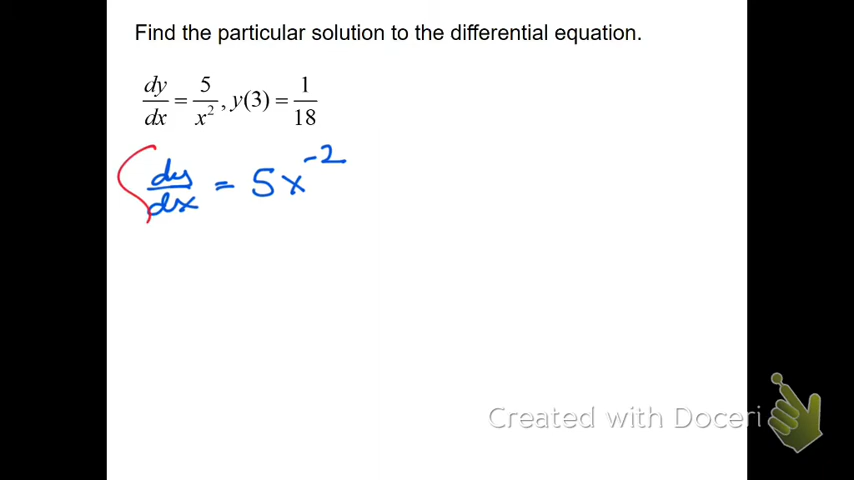 Find the particular solution to the differential equation.
dy/dx = 5/x², y(3) = 1/18
dy/dx = 5x⁻²
Created with Doceri